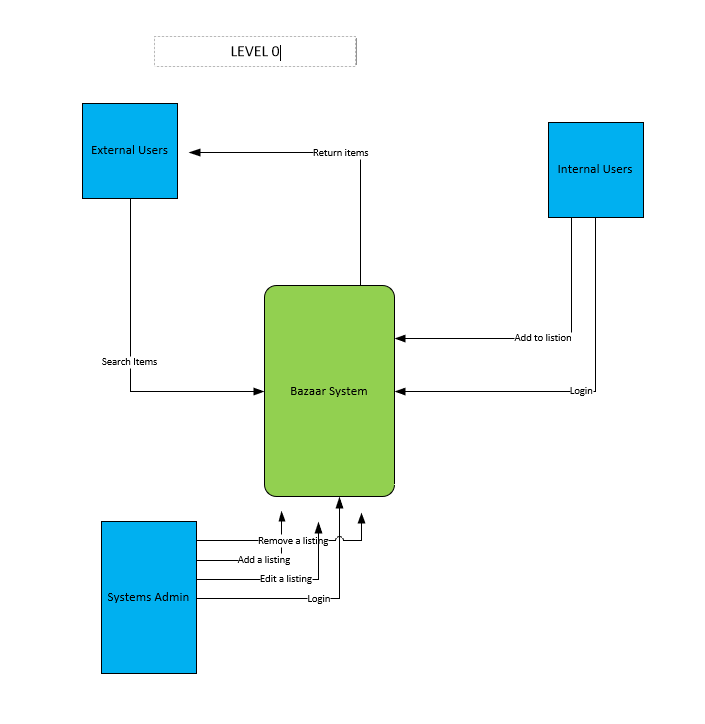 LEVEL 0
External Users
Return items
Internal Users
Add to listion
Search Items
Bazaar System
Login
Remove a listing
Add a listing
Edit a listing
Systems Admin
Login